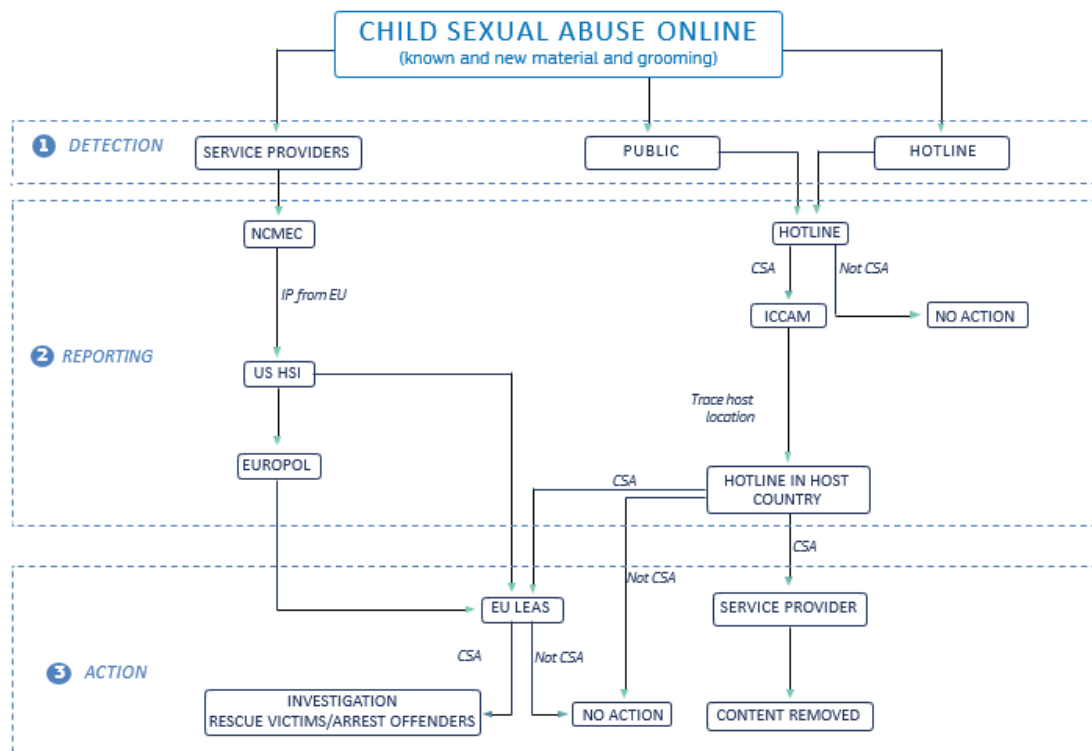 CHILD SEXUAL ABUSE ONLINE
(known and new material and grooming)
1 DETECTION
SERVICE PROVIDERS
PUBLIC
HOTLINE
NCMEC
HOTLINE
CSA
Not CSA
IP from EU
ICCAM
NO ACTION
2 REPORTING
US HSI
Trace host
location
EUROPOL
CSA
HOTLINE IN HOST
COUNTRY
CSA
Not CSA
EU LEAS
SERVICE PROVIDER
3 ACTION
CSA
Not CSA
INVESTIGATION
RESCUE VICTIMS/ARREST OFFENDERS
NO ACTION
CONTENT REMOVED